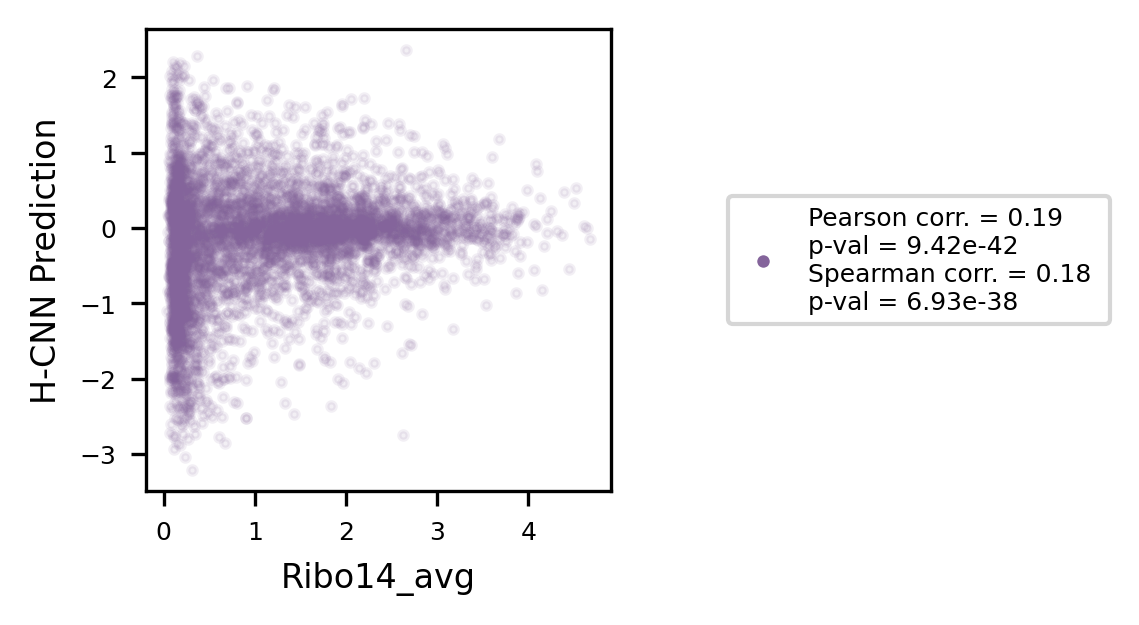 H-CNN Prediction
2
1
0
−1
−2
−3
0 1 2 3 4
Ribo14_avg
Pearson corr. = 0.19
p-val = 9.42e-42
Spearman corr. = 0.18
p-val = 6.93e-38